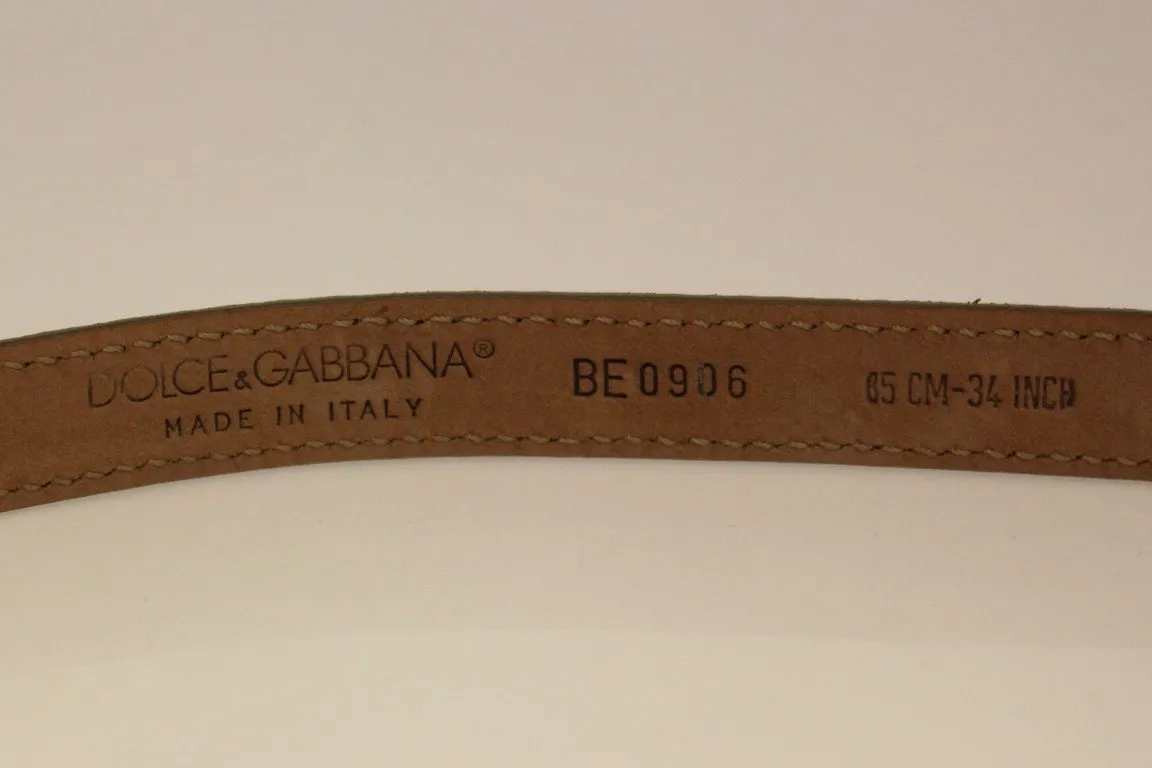 DOLCE&GABBANA®
MADE IN ITALY
BE0906
85 CM-34 INCH